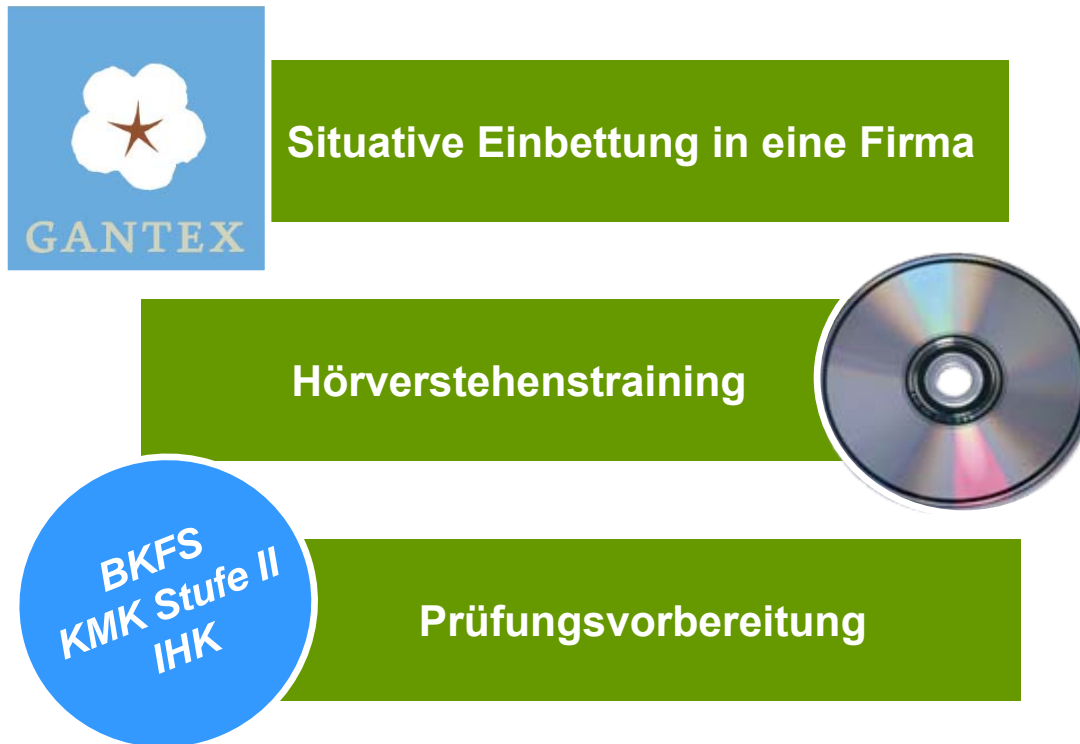 GANTEX
Situative Einbettung in eine Firma
Hörverstehenstraining
BKFS
KMK Stufe II
IHK
Prüfungsvorbereitung